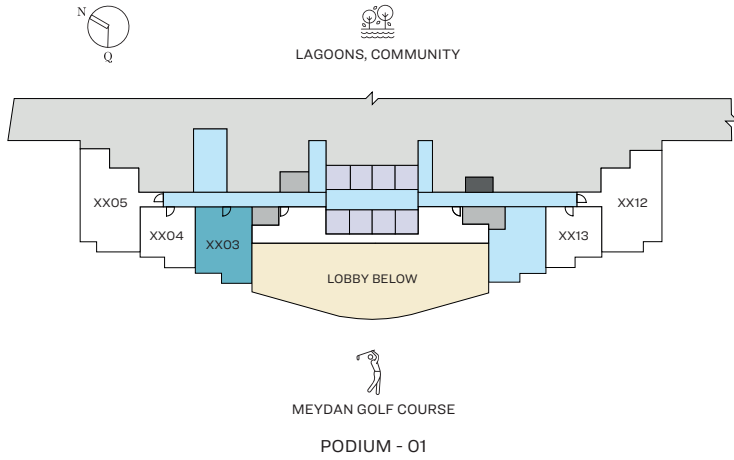 N
Q
LAGOONS, COMMUNITY
XX05
XX12
XX04
XX03
XX13
LOBBY BELOW
MEYDAN GOLF COURSE
PODIUM - 01